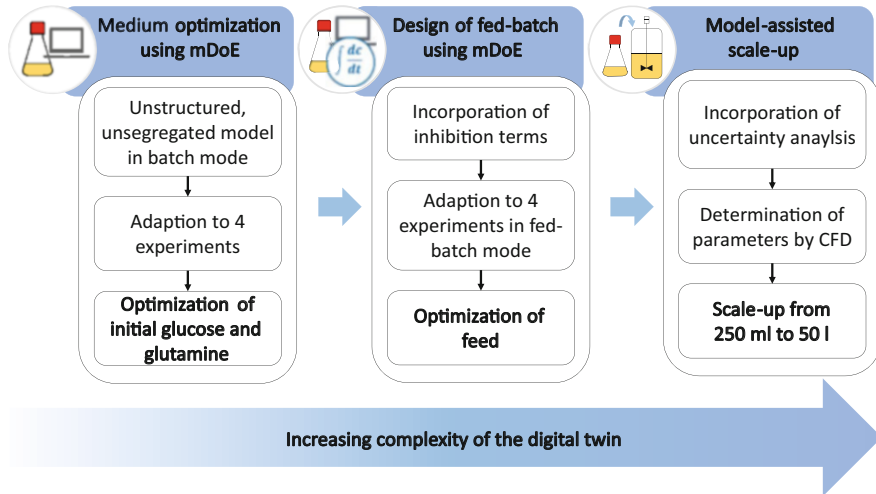 Medium optimization
using mDoE
Unstructured,
unsegregated model
in batch mode
Adaption to 4
experiments
Optimization of
initial glucose and
glutamine
Design of fed-batch
using mDoE
∫ dc/dt
Incorporation of
inhibition terms
Adaption to 4
experiments in fed-
batch mode
Optimization of
feed
Model-assisted
scale-up
Incorporation of
uncertainty anaylsis
Determination of
parameters by CFD
Scale-up from
250 ml to 50 l
Increasing complexity of the digital twin